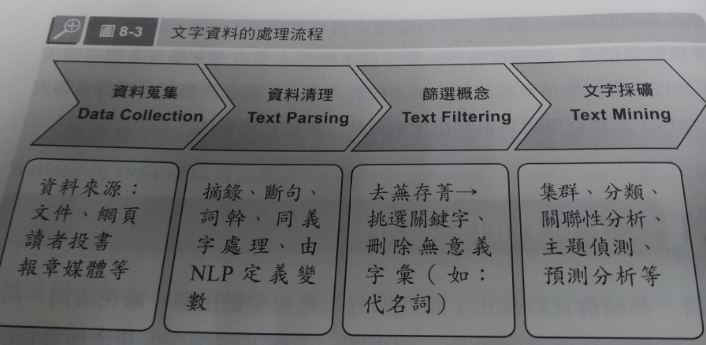 圖 8-3 文字資料的處理流程
資料蒐集
Data Collection
資料清理
Text Parsing
篩選概念
Text Filtering
文字採礦
Text Mining
資料來源：
文件、網頁
讀者投書
報章媒體等
摘錄、斷句、
詞幹、同義
字處理、由
NLP 定義變
數
去蕪存菁→
挑選關鍵字、
刪除無意義
字彙（如：
代名詞）
集群、分類、
關聯性分析、
主題偵測、
預測分析等